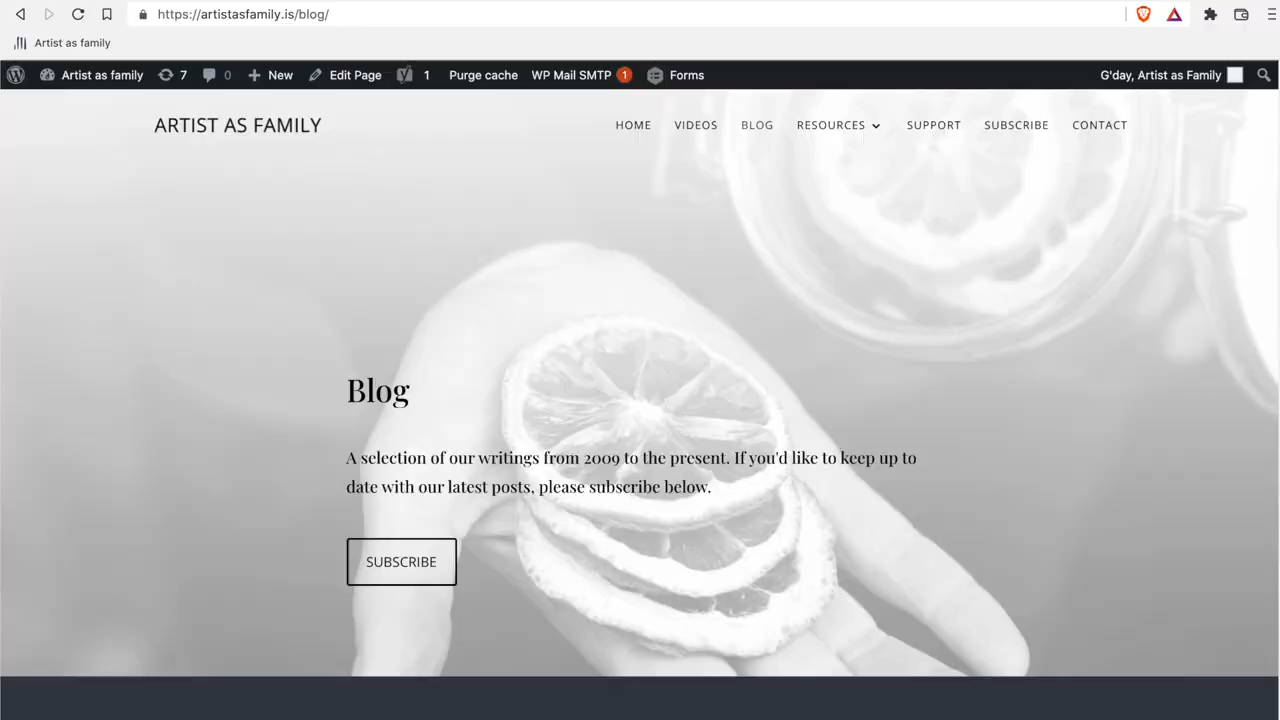 https://artistasfamily.is/blog/
Artist as family
Artist as family 7 0 New Edit Page 1 Purge cache WP Mail SMTP 1 Forms G'day, Artist as Family
ARTIST AS FAMILY HOME VIDEOS BLOG RESOURCES SUPPORT SUBSCRIBE CONTACT
Blog
A selection of our writings from 2009 to the present. If you'd like to keep up to
date with our latest posts, please subscribe below.
SUBSCRIBE